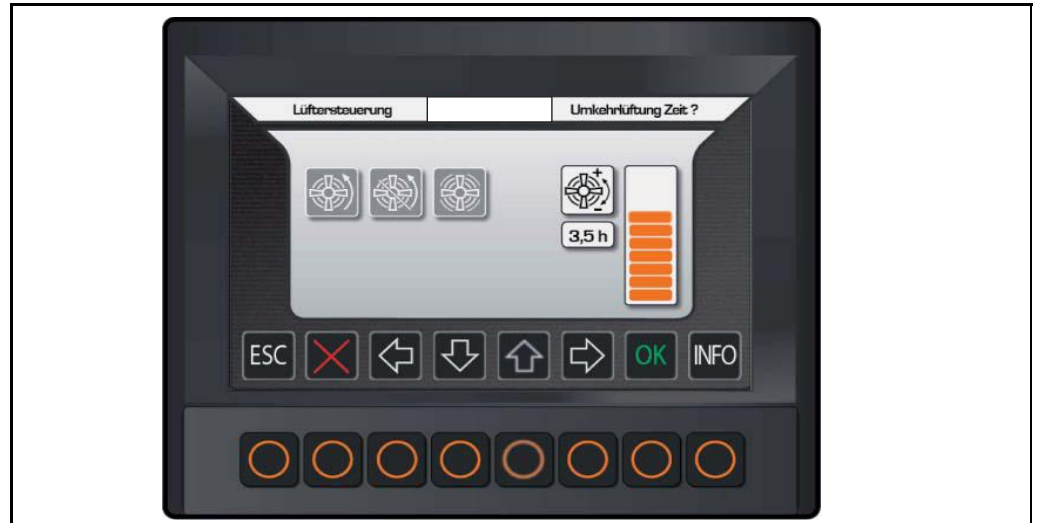 Lüftersteuerung
Umkehrlüftung Zeit ?
+
-
3,5 h
ESC
OK
INFO